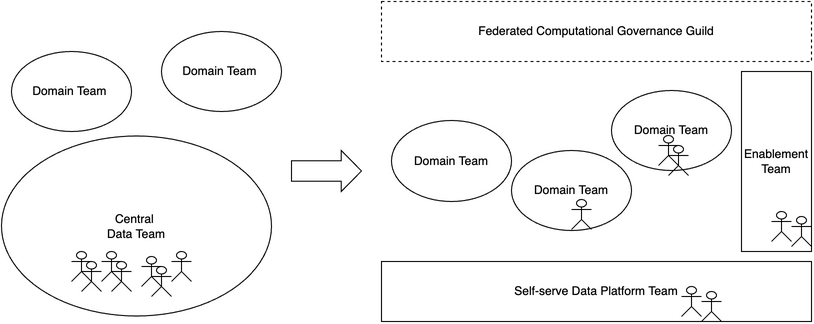 Domain Team
Domain Team
Central
Data Team
Federated Computational Governance Guild
Domain Team
Domain Team
Domain Team
Enablement
Team
Self-serve Data Platform Team